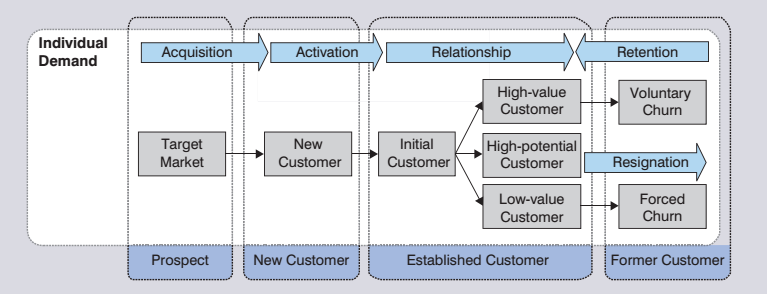 Individual
Demand
Acquisition
Activation
Relationship
Retention
High-value
Customer
Voluntary
Churn
Target
Market
New
Customer
Initial
Customer
High-potential
Customer
Resignation
Low-value
Customer
Forced
Churn
Prospect
New Customer
Established Customer
Former Customer